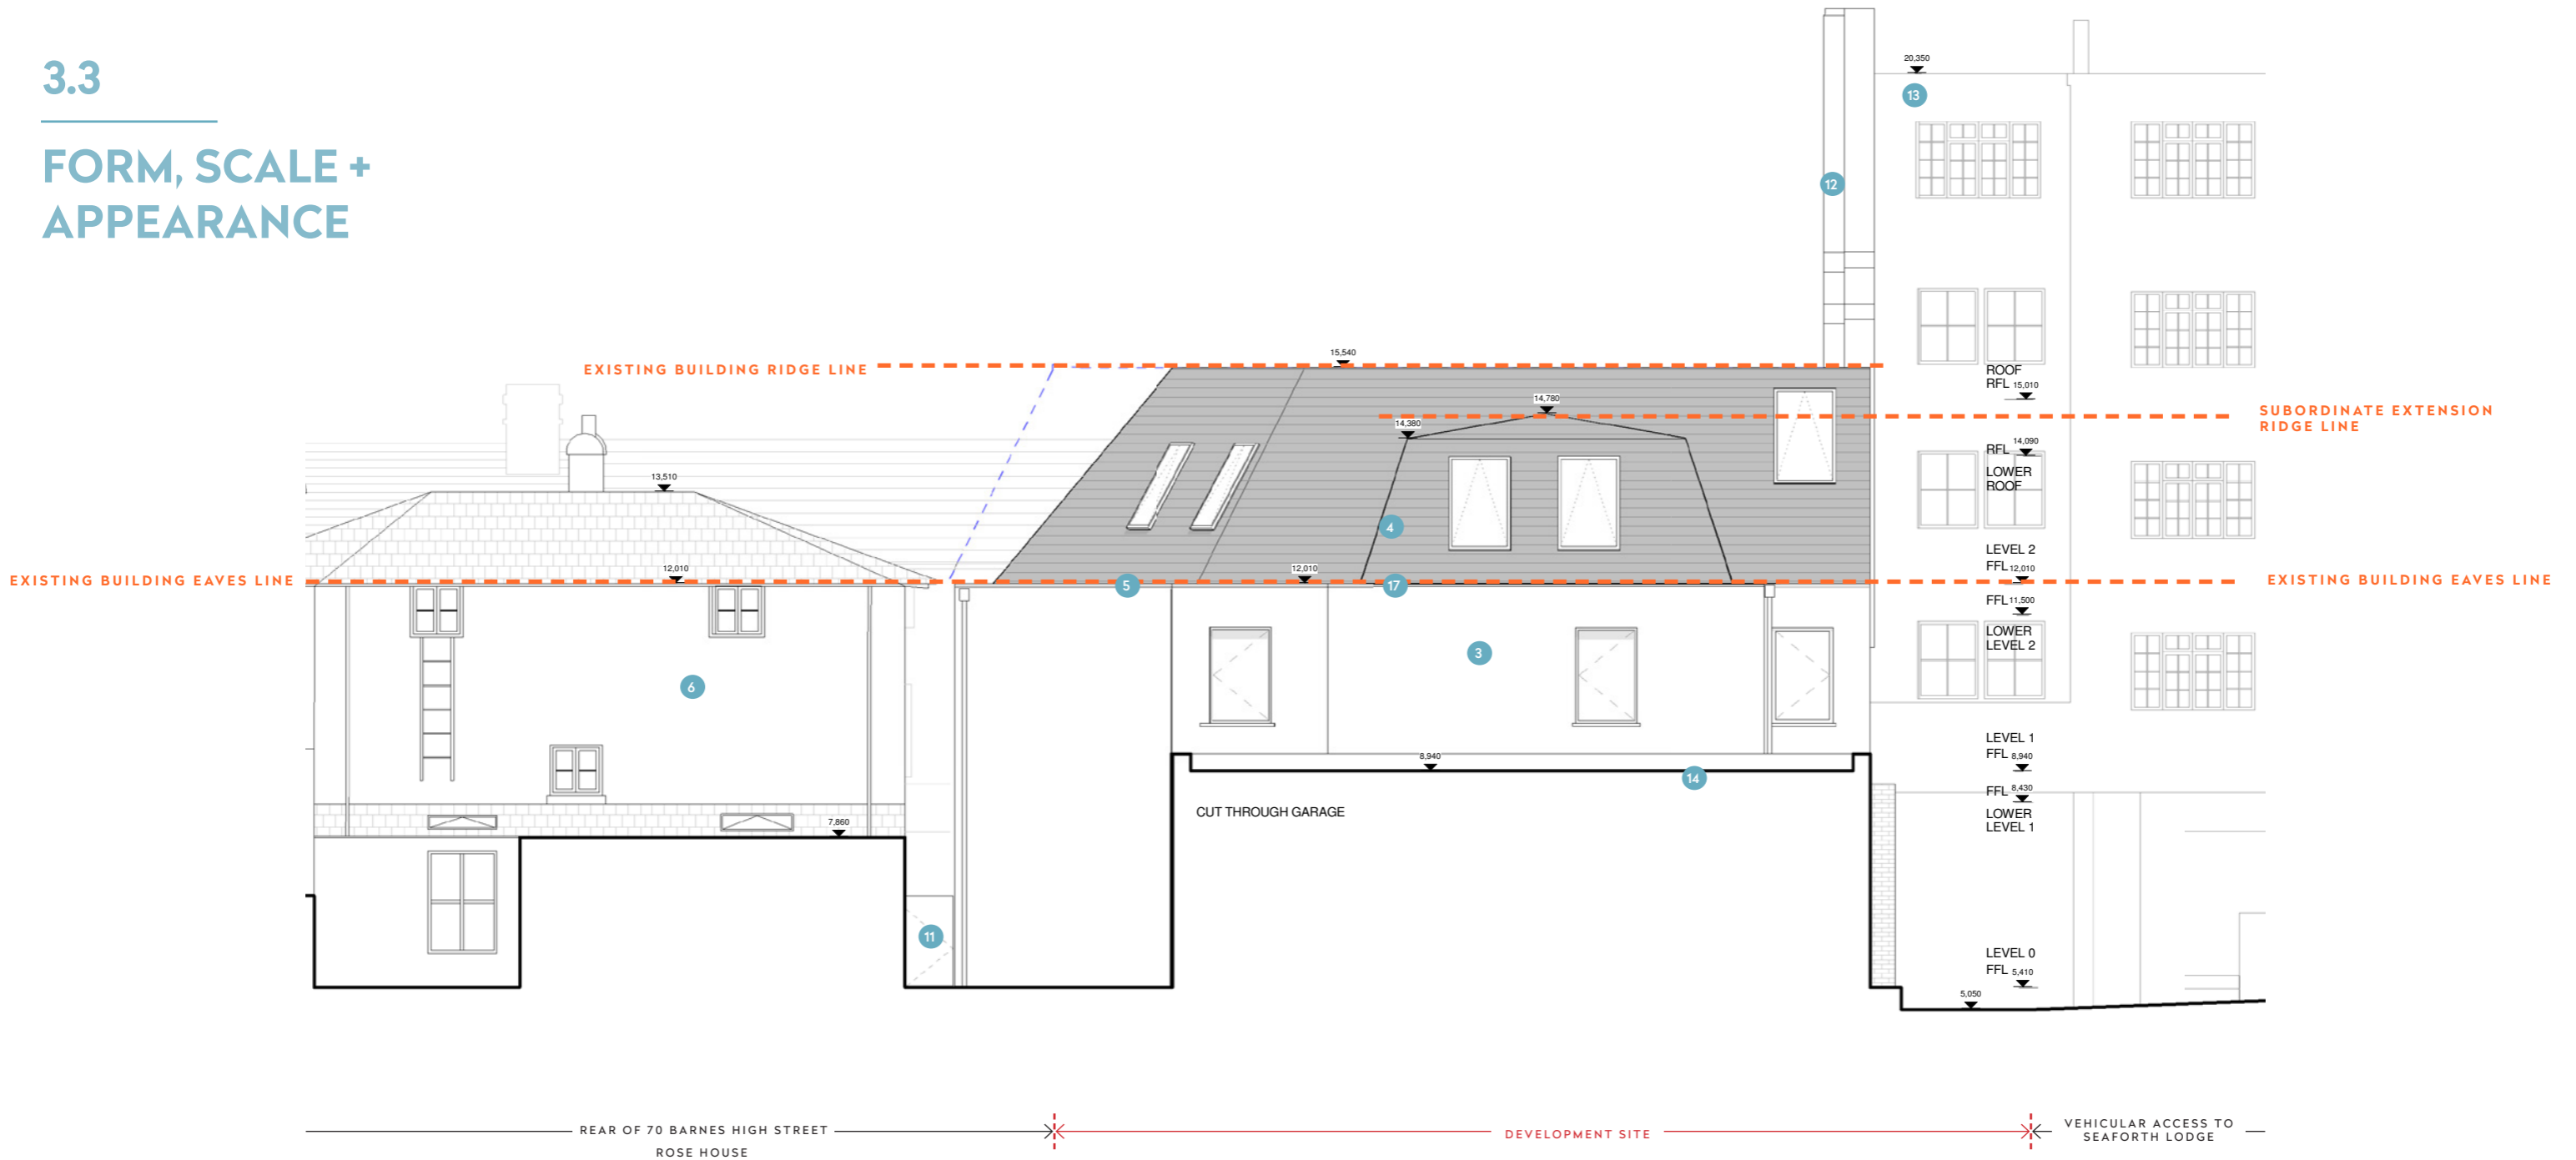 3.3
FORM, SCALE +
APPEARANCE
20,350
13
12
EXISTING BUILDING RIDGE LINE
15,540
ROOF
RFL 15,010
14,780
SUBORDINATE EXTENSION
RIDGE LINE
14,380
14,090
RFL
LOWER
ROOF
13,510
4
LEVEL 2
FFL 12,010
EXISTING BUILDING EAVES LINE
12,010
5
12,010
17
EXISTING BUILDING EAVES LINE
FFL 11,500
LOWER
LEVEL 2
3
6
LEVEL 1
FFL 8,940
8,940
14
FFL 8,430
LOWER
LEVEL 1
CUT THROUGH GARAGE
7,860
11
LEVEL 0
FFL 5,410
5,050
REAR OF 70 BARNES HIGH STREET
ROSE HOUSE
DEVELOPMENT SITE
VEHICULAR ACCESS TO
SEAFORTH LODGE